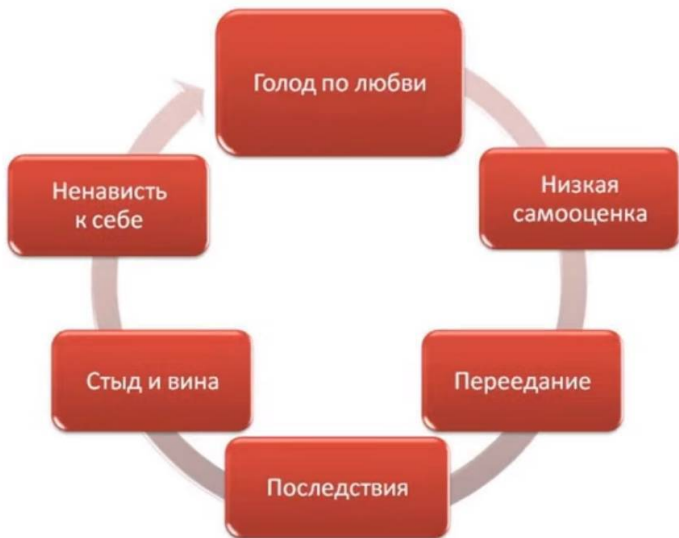 Голод по любви
Низкая
самооценка
Переедание
Последствия
Стыд и вина
Ненависть
к себе